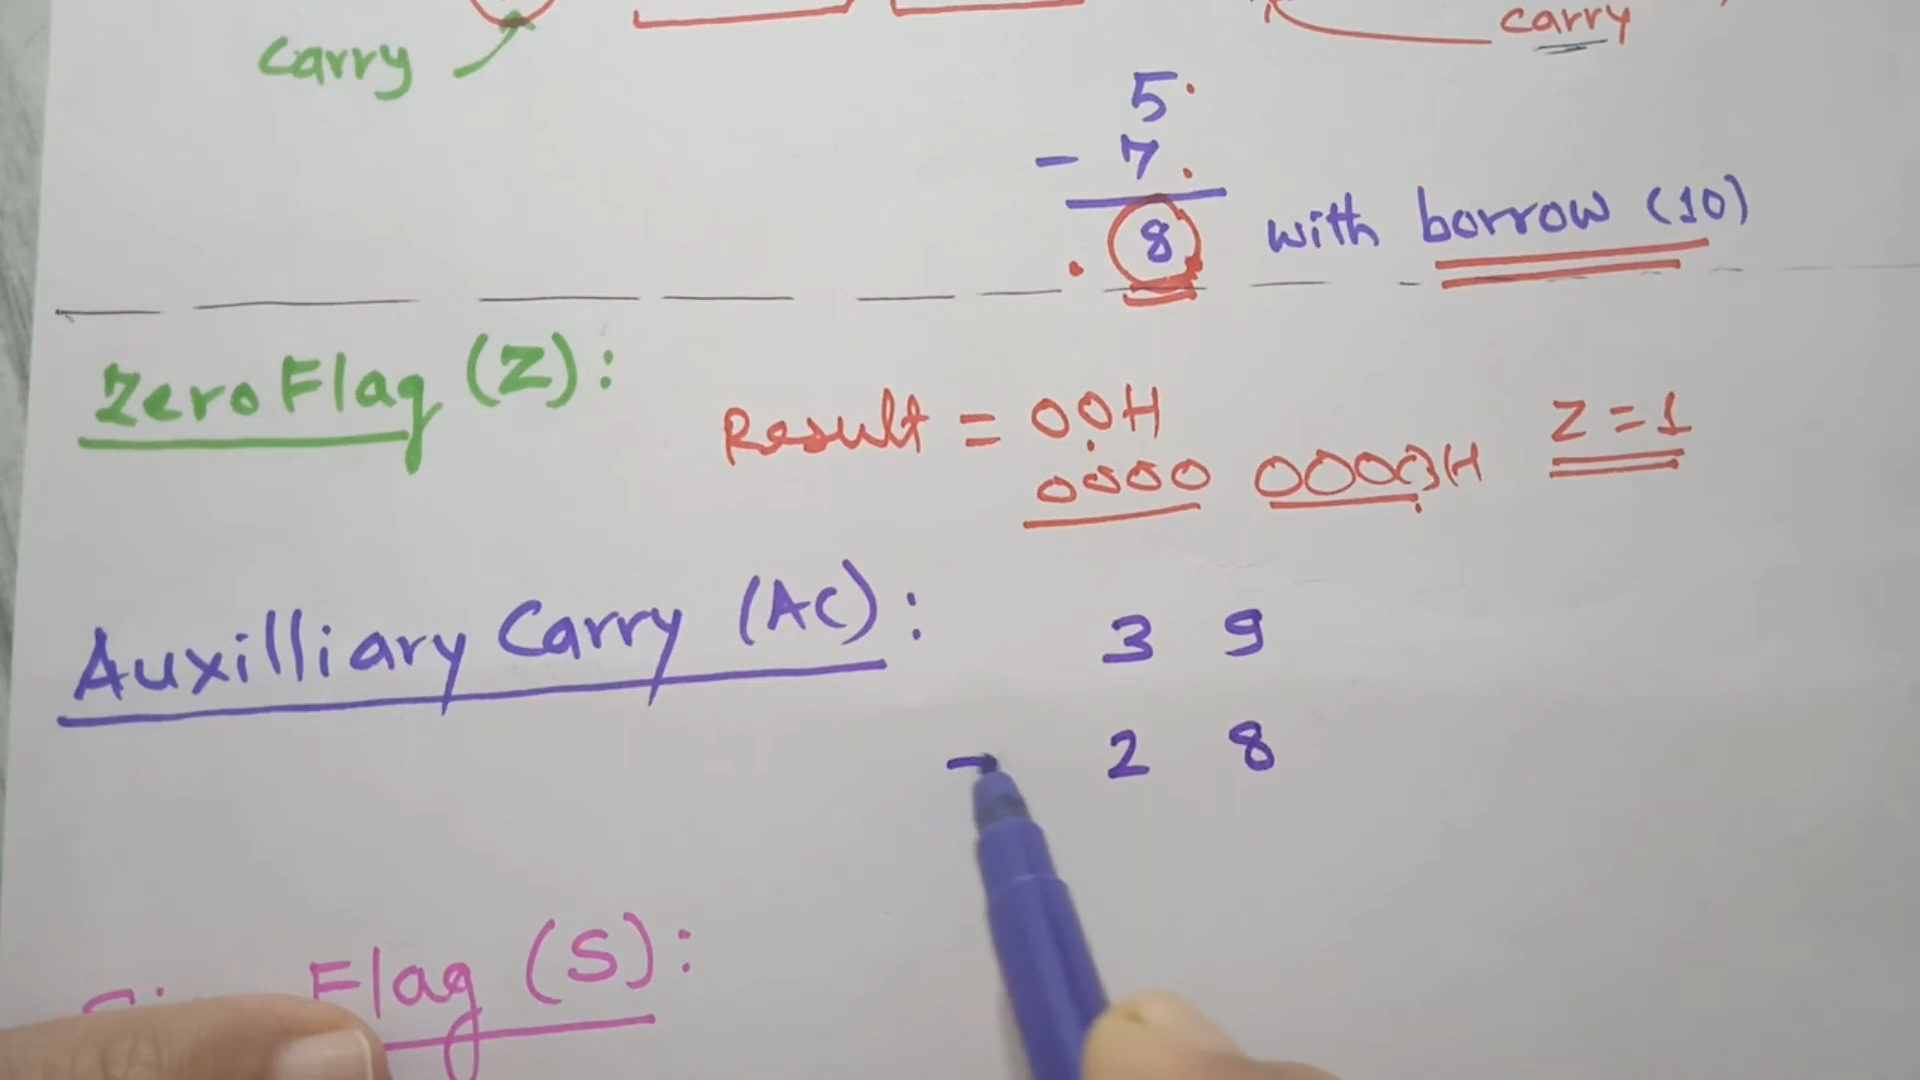 carry
carry
5
- 7
8 with borrow (10)
Zero Flag (Z):
Result = 00H
0000 0000H
Z = 1
Auxilliary Carry (AC):
3 9
- 2 8
Flag (S):